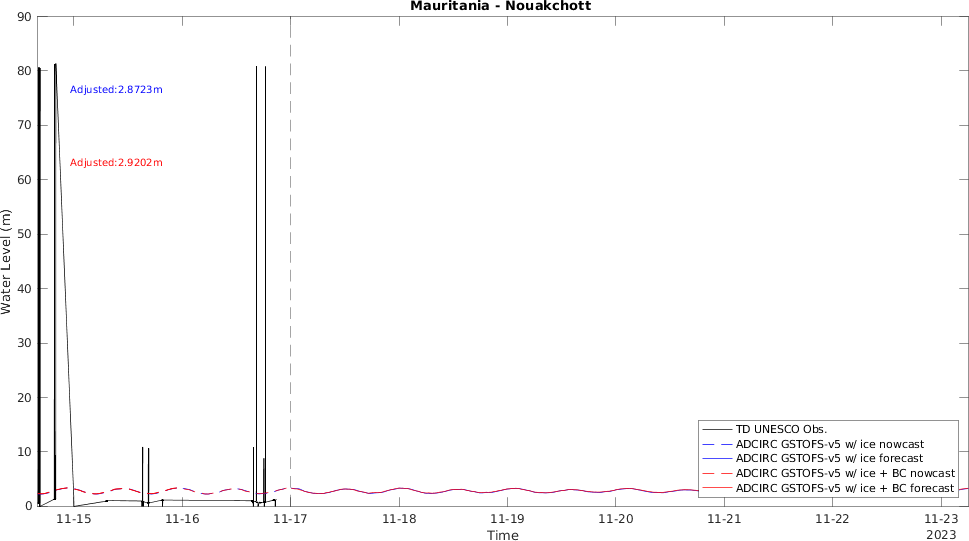 Mauritania - Nouakchott
90
80
70
60
50
40
30
20
10
0
Water Level (m)
Adjusted:2.8723m
Adjusted:2.9202m
TD UNESCO Obs.
ADCIRC GSTOFS-v5 w/ ice nowcast
ADCIRC GSTOFS-v5 w/ ice forecast
ADCIRC GSTOFS-v5 w/ ice + BC nowcast
ADCIRC GSTOFS-v5 w/ ice + BC forecast
11-15 11-16 11-17 11-18 11-19 11-20 11-21 11-22 11-23
Time
2023